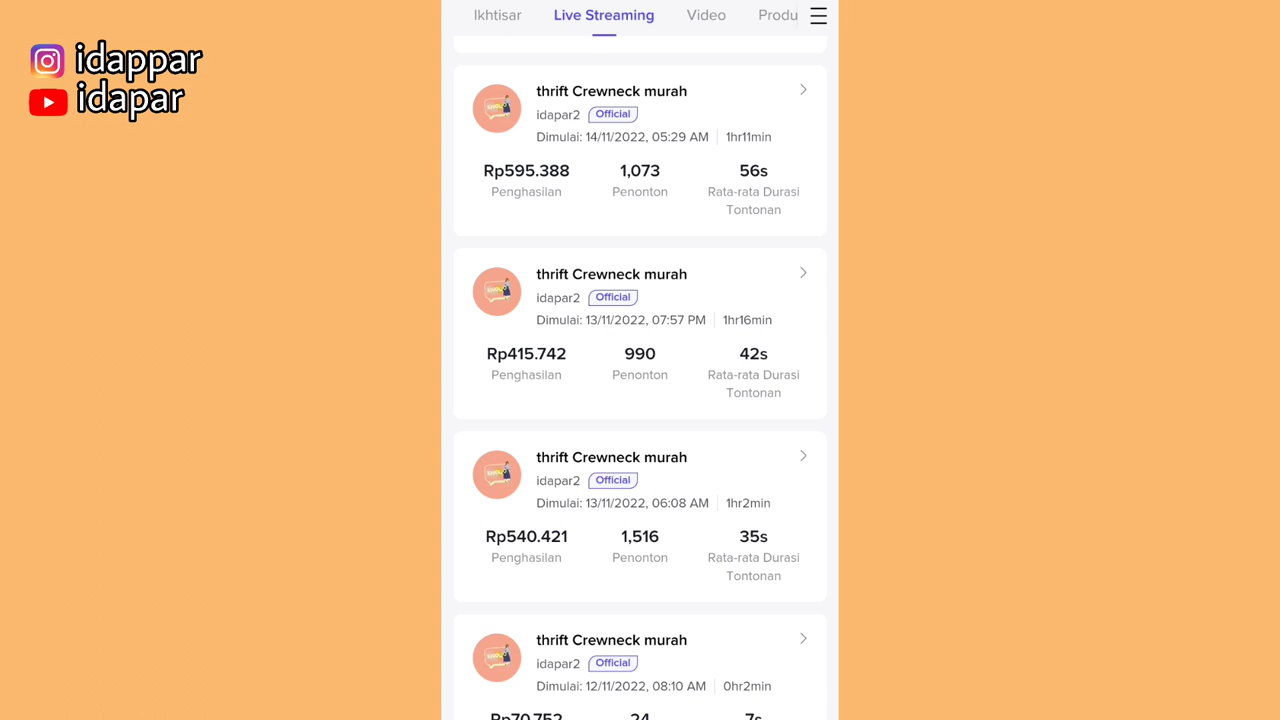 idappar
idapar
Ikhtisar Live Streaming Video Produ
thrift Crewneck murah
idapar2 Official
Dimulai: 14/11/2022, 05:29 AM 1hr11min
Rp595.388 1,073 56s
Penghasilan Penonton Rata-rata Durasi
Tontonan
thrift Crewneck murah
idapar2 Official
Dimulai: 13/11/2022, 07:57 PM 1hr16min
Rp415.742 990 42s
Penghasilan Penonton Rata-rata Durasi
Tontonan
thrift Crewneck murah
idapar2 Official
Dimulai: 13/11/2022, 06:08 AM 1hr2min
Rp540.421 1,516 35s
Penghasilan Penonton Rata-rata Durasi
Tontonan
thrift Crewneck murah
idapar2 Official
Dimulai: 12/11/2022, 08:10 AM 0hr2min
Rp70.752 24 7s